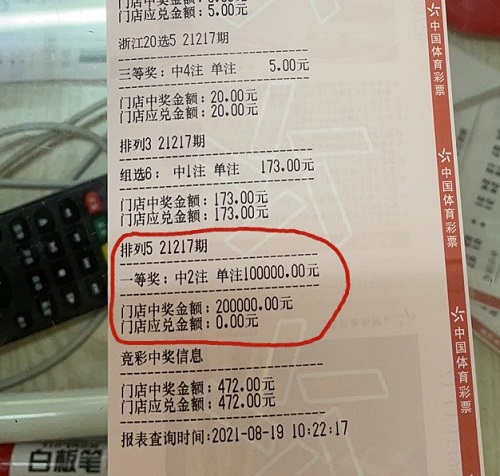 门店应兑金额：5.00元
浙江20选5 21217期
三等奖：中4注 单注 5.00元
门店中奖金额：20.00元
门店应兑金额：20.00元
排列3 21217期
组选6： 中1注 单注 173.00元
门店中奖金额：173.00元
门店应兑金额：173.00元
排列5 21217期
一等奖：中2注 单注100000.00元
门店中奖金额：200000.00元
门店应兑金额：0.00元
竞彩中奖信息
门店中奖金额：472.00元
门店应兑金额：472.00元
报表查询时间：2021-08-19 10:22:17
中国体育彩票
中国体育彩票
中国体育彩票
白板笔